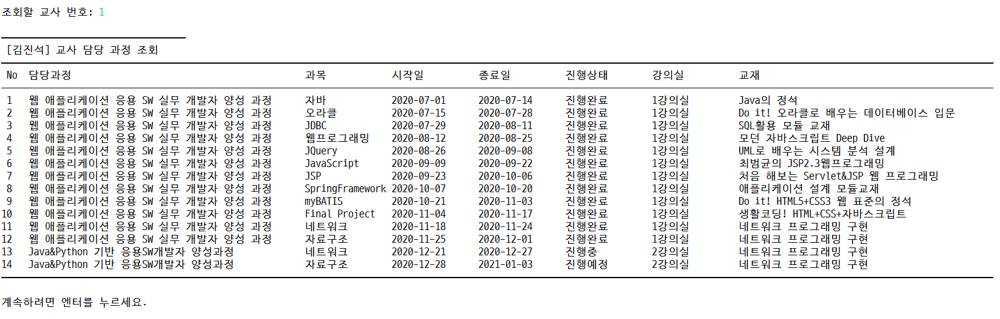 조회할 교사 번호: 1
[김진석] 교사 담당 과정 조회
No 담당과정 과목 시작일 종료일 진행상태 강의실 교재
1 웹 애플리케이션 응용 SW 실무 개발자 양성 과정 자바 2020-07-01 2020-07-14 진행완료 1강의실 Java의 정석
2 웹 애플리케이션 응용 SW 실무 개발자 양성 과정 오라클 2020-07-15 2020-07-28 진행완료 1강의실 Do it! 오라클로 배우는 데이터베이스 입문
3 웹 애플리케이션 응용 SW 실무 개발자 양성 과정 JDBC 2020-07-29 2020-08-11 진행완료 1강의실 SQL활용 모듈 교재
4 웹 애플리케이션 응용 SW 실무 개발자 양성 과정 웹프로그래밍 2020-08-12 2020-08-25 진행완료 1강의실 모던 자바스크립트 Deep Dive
5 웹 애플리케이션 응용 SW 실무 개발자 양성 과정 JQuery 2020-08-26 2020-09-08 진행완료 1강의실 UML로 배우는 시스템 분석 설계
6 웹 애플리케이션 응용 SW 실무 개발자 양성 과정 JavaScript 2020-09-09 2020-09-22 진행완료 1강의실 최범균의 JSP2.3웹프로그래밍
7 웹 애플리케이션 응용 SW 실무 개발자 양성 과정 JSP 2020-09-23 2020-10-06 진행완료 1강의실 처음 해보는 Servlet&JSP 웹 프로그래밍
8 웹 애플리케이션 응용 SW 실무 개발자 양성 과정 SpringFramework 2020-10-07 2020-10-20 진행완료 1강의실 애플리케이션 설계 모듈교재
9 웹 애플리케이션 응용 SW 실무 개발자 양성 과정 myBATIS 2020-10-21 2020-11-03 진행완료 1강의실 Do it! HTML5+CSS3 웹 표준의 정석
10 웹 애플리케이션 응용 SW 실무 개발자 양성 과정 Final Project 2020-11-04 2020-11-17 진행완료 1강의실 생활코딩! HTML+CSS+자바스크립트
11 웹 애플리케이션 응용 SW 실무 개발자 양성 과정 네트워크 2020-11-18 2020-11-24 진행완료 1강의실 네트워크 프로그래밍 구현
12 웹 애플리케이션 응용 SW 실무 개발자 양성 과정 자료구조 2020-11-25 2020-12-01 진행완료 1강의실 네트워크 프로그래밍 구현
13 Java&Python 기반 응용SW개발자 양성과정 네트워크 2020-12-21 2020-12-27 진행중 2강의실 네트워크 프로그래밍 구현
14 Java&Python 기반 응용SW개발자 양성과정 자료구조 2020-12-28 2021-01-03 진행예정 2강의실 네트워크 프로그래밍 구현
계속하려면 엔터를 누르세요.